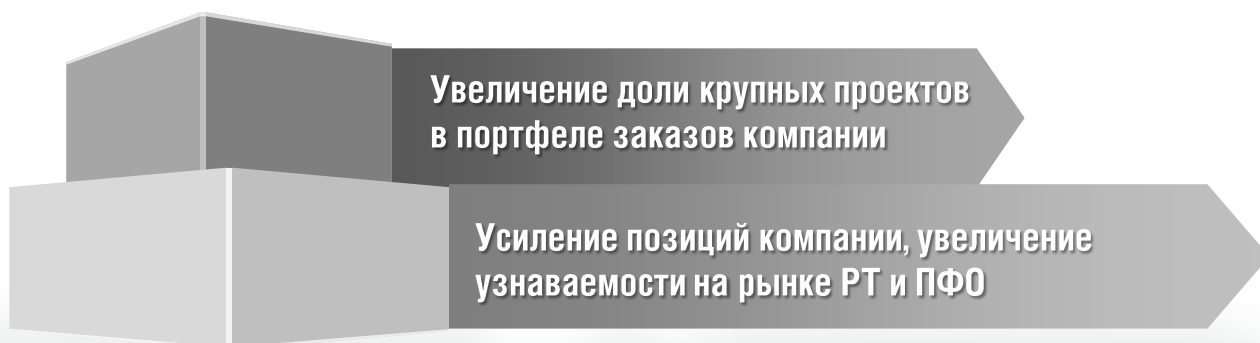 Увеличение доли крупных проектов
в портфеле заказов компании
Усиление позиций компании, увеличение
узнаваемости на рынке РТ и ПФО